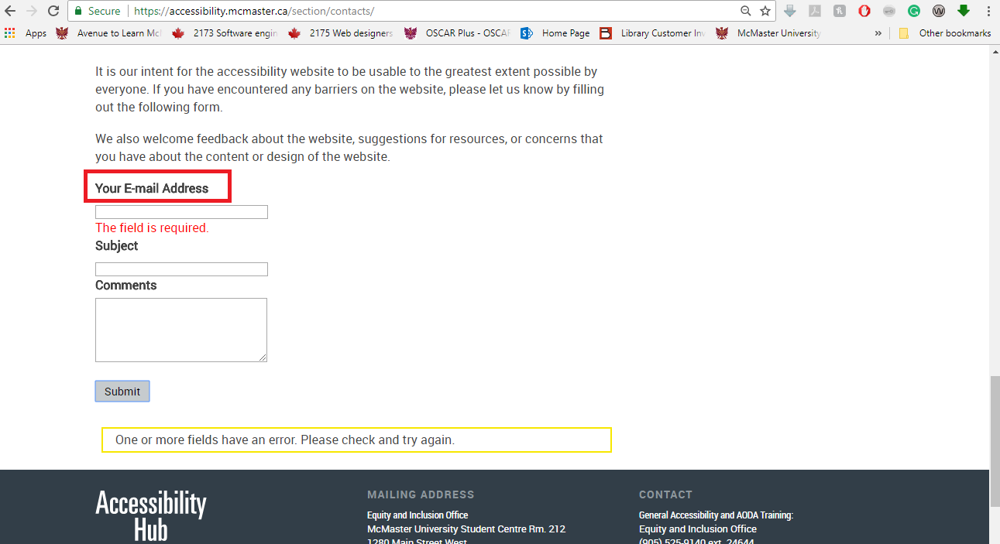 Secure https://accessibility.mcmaster.ca/section/contacts/
Apps Avenue to Learn Mc 2173 Software engin 2175 Web designers OSCAR Plus - OSCAR Home Page Library Customer Inv McMaster University » Other bookmarks
It is our intent for the accessibility website to be usable to the greatest extent possible by
everyone. If you have encountered any barriers on the website, please let us know by filling
out the following form.
We also welcome feedback about the website, suggestions for resources, or concerns that
you have about the content or design of the website.
Your E-mail Address
The field is required.
Subject
Comments
Submit
One or more fields have an error. Please check and try again.
Accessibility
Hub
MAILING ADDRESS
Equity and Inclusion Office
McMaster University Student Centre Rm. 212
1280 Main Street West
CONTACT
General Accessibility and AODA Training:
Equity and Inclusion Office
(905) 525-9140 ext. 24644